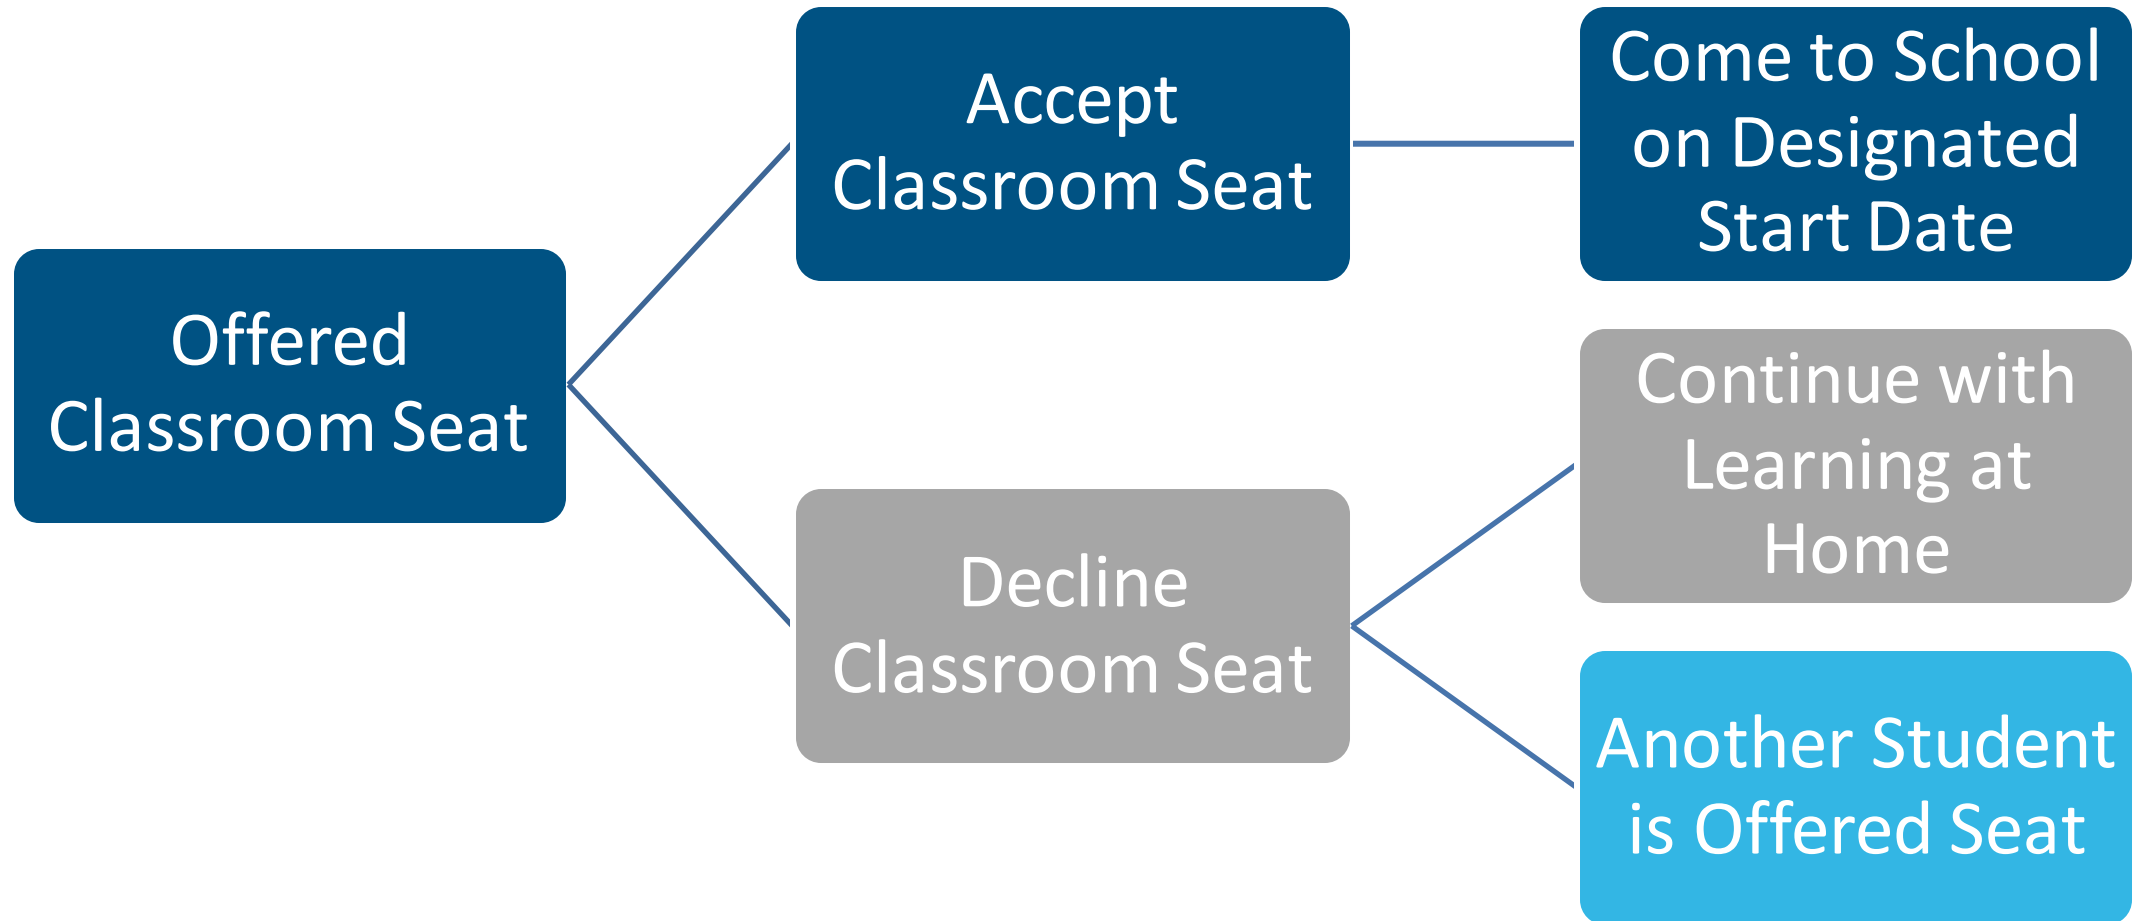 Offered
Classroom Seat
Accept
Classroom Seat
Come to School
on Designated
Start Date
Decline
Classroom Seat
Continue with
Learning at
Home
Another Student
is Offered Seat